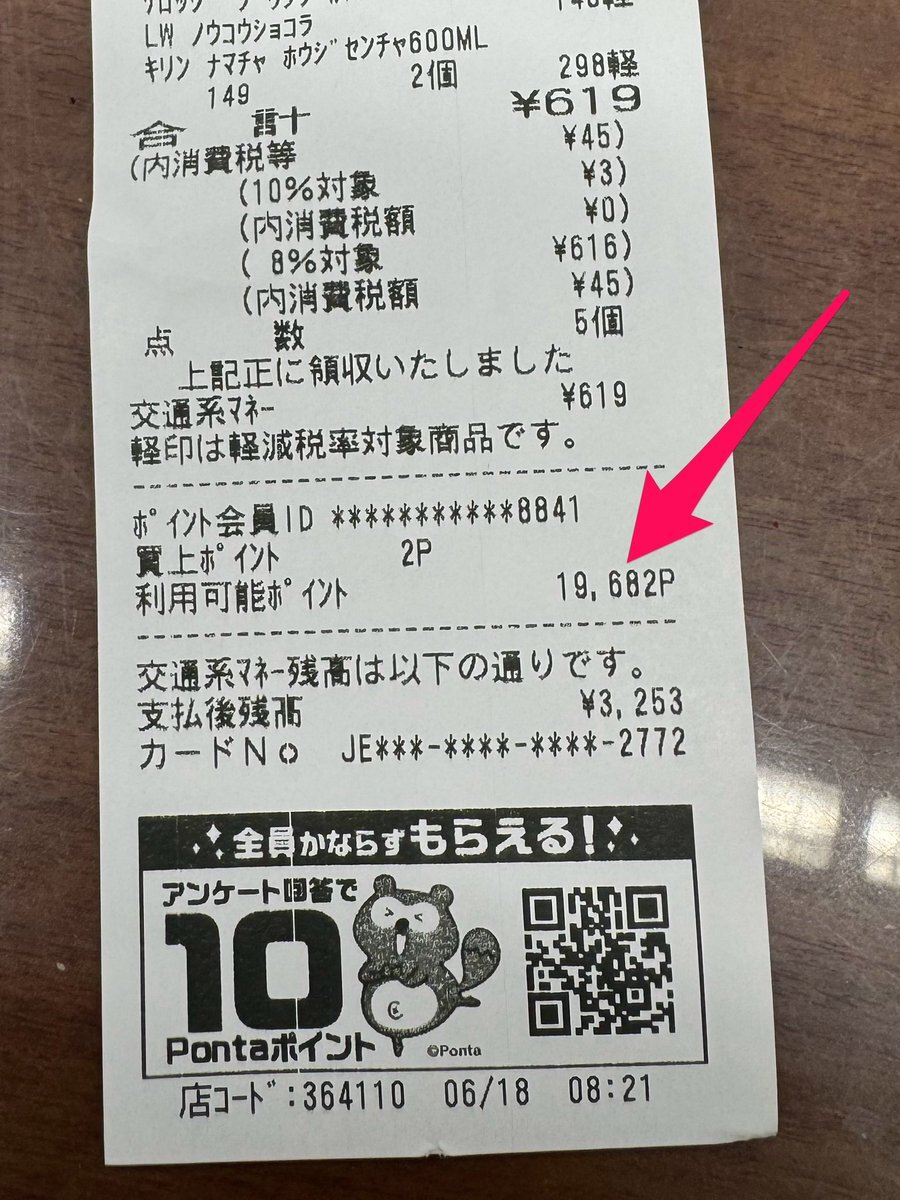 LW ノウコウショコラ
キリン ナマチャ ホウジセンチャ600ML
149 2個 298軽
合 計 ¥619
(内消費税等 ¥45)
(10%対象 ¥3)
(内消費税額 ¥0)
( 8%対象 ¥616)
(内消費税額 ¥45)
点 数 5個
上記正に領収いたしました
交通系マネー ¥619
軽印は軽減税率対象商品です。
ポイント会員ID ***********8841
買上ポイント 2P
利用可能ポイント 19,682P
交通系マネー残高は以下の通りです。
支払後残高 ¥3,253
カードNo JE***-****-****-2772
全員かならずもらえる!
アンケート回答で
10
Pontaポイント
©Ponta
店コード:364110 06/18 08:21